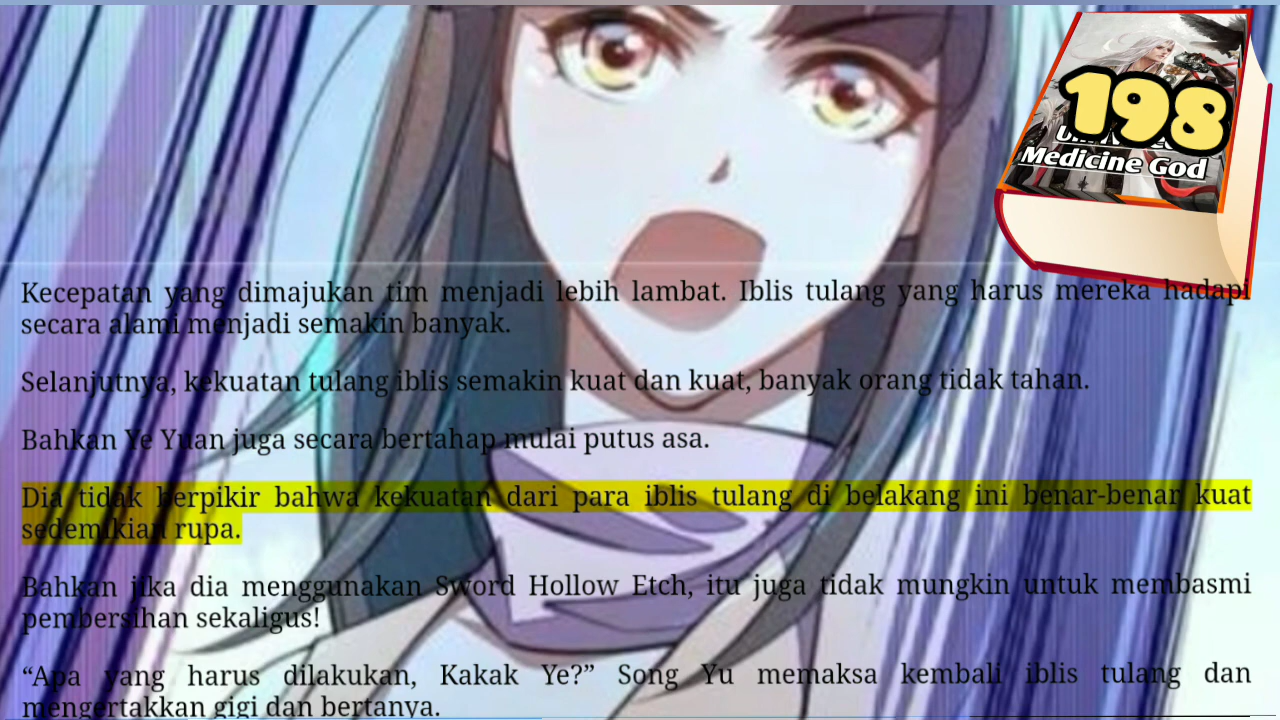 198
Medicine God
Kecepatan yang dimajukan tim menjadi lebih lambat. Iblis tulang yang harus mereka hadapi
secara alami menjadi semakin banyak.
Selanjutnya, kekuatan tulang iblis semakin kuat dan kuat, banyak orang tidak tahan.
Bahkan Ye Yuan juga secara bertahap mulai putus asa.
Dia tidak berpikir bahwa kekuatan dari para iblis tulang di belakang ini benar-benar kuat
sedemikian rupa.
Bahkan jika dia menggunakan Sword Hollow Etch, itu juga tidak mungkin untuk membasmi
pembersihan sekaligus!
“Apa yang harus dilakukan, Kakak Ye?” Song Yu memaksa kembali iblis tulang dan
mengertakkan gigi dan bertanya.